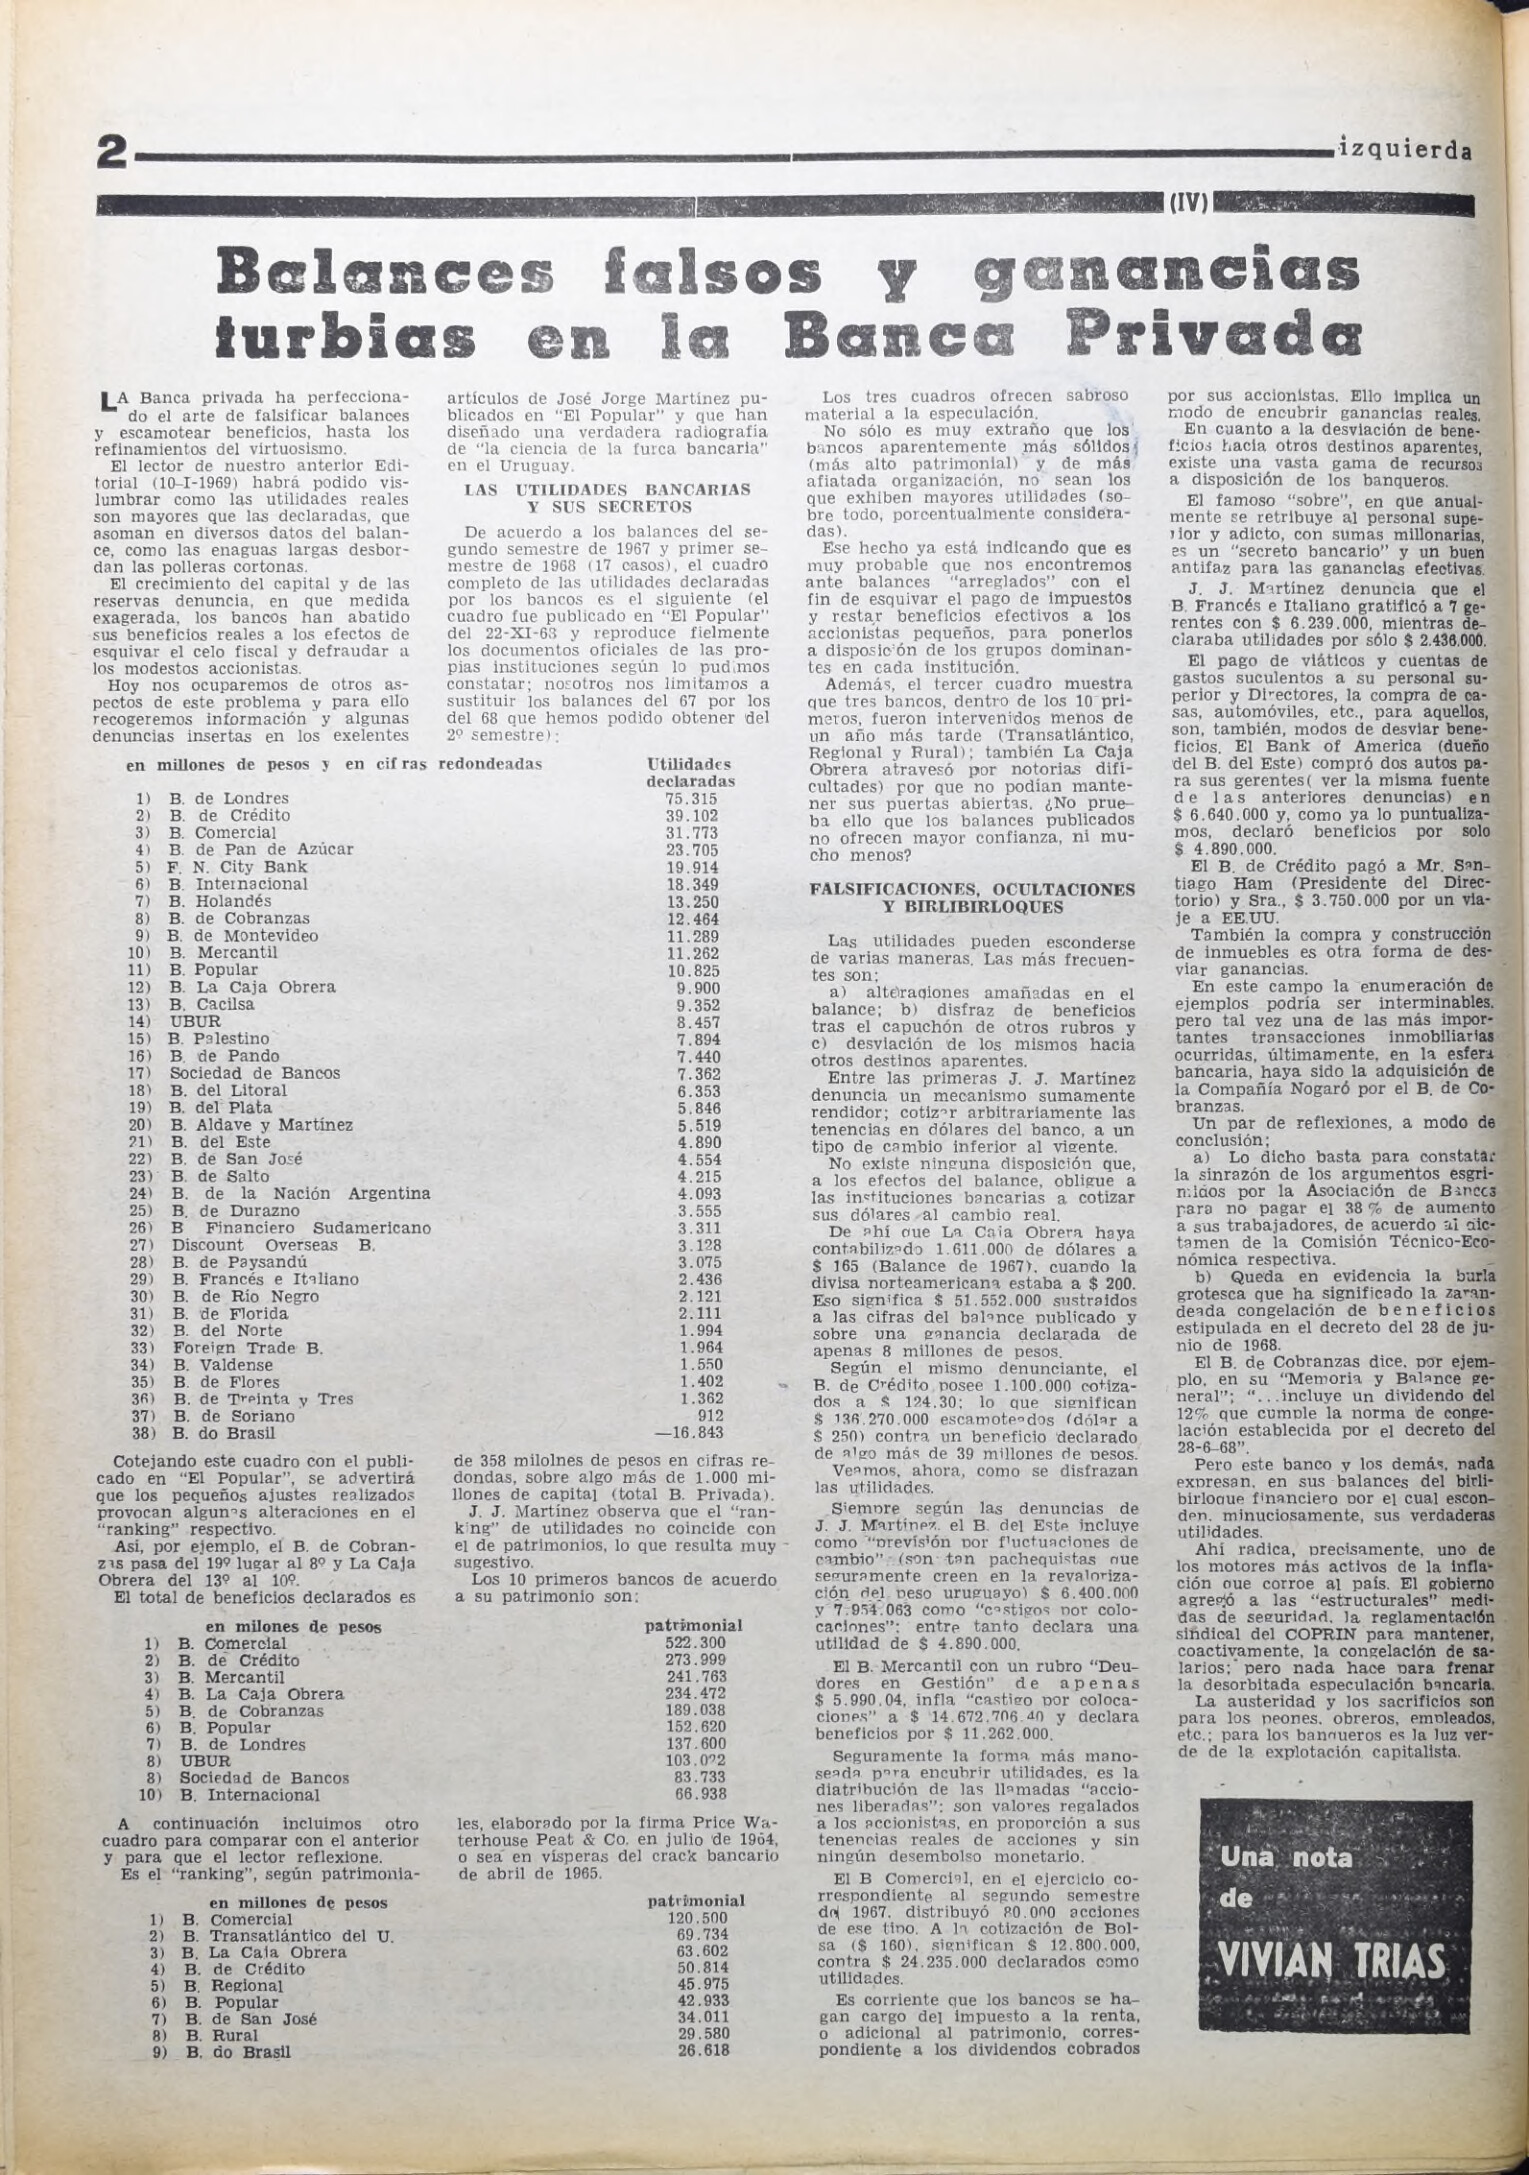 2
izquierda
(IV)
Balances falsos y ganancias
turbias en la Banca Privada
LA Banca privada ha perfecciona-
do el arte de falsificar balances
y escamotear beneficios, hasta los
refinamientos del virtuosismo.
El lector de nuestro anterior Edi-
torial (10-I-1969) habrá podido vis-
lumbrar como las utilidades reales
son mayores que las declaradas, que
asoman en diversos datos del balan-
ce, como las enaguas largas desbor-
dan las polleras cortonas.
El crecimiento del capital y de las
reservas denuncia, en que medida
exagerada, los bancos han abatido
sus beneficios reales a los efectos de
esquivar el celo fiscal y defraudar a
los modestos accionistas.
Hoy nos ocuparemos de otros as-
pectos de este problema y para ello
recogeremos información y algunas
denuncias insertas en los exelentes
artículos de José Jorge Martínez pu-
blicados en "El Popular" y que han
diseñado una verdadera radiografía
de "la ciencia de la furca bancaria"
en el Uruguay.
LAS UTILIDADES BANCARIAS
Y SUS SECRETOS
De acuerdo a los balances del se-
gundo semestre de 1967 y primer se-
mestre de 1968 (17 casos), el cuadro
completo de las utilidades declaradas
por los bancos es el siguiente (el
cuadro fue publicado en "El Popular"
del 22-XI-68 y reproduce fielmente
los documentos oficiales de las pro-
pias instituciones según lo pudimos
constatar; nosotros nos limitamos a
sustituir los balances del 67 por los
del 68 que hemos podido obtener del
2º semestre):
en millones de pesos y en cifras redondeadas Utilidades
declaradas
1) B. de Londres 75.315
2) B. de Crédito 39.102
3) B. Comercial 31.773
4) B. de Pan de Azúcar 23.705
5) F. N. City Bank 19.914
6) B. Internacional 18.349
7) B. Holandés 13.250
8) B. de Cobranzas 12.464
9) B. de Montevideo 11.289
10) B. Mercantil 11.262
11) B. Popular 10.825
12) B. La Caja Obrera 9.900
13) B. Cacilsa 9.352
14) UBUR 8.457
15) B. Palestino 7.894
16) B. de Pando 7.440
17) Sociedad de Bancos 7.362
18) B. del Litoral 6.353
19) B. del Plata 5.846
20) B. Aldave y Martínez 5.519
21) B. del Este 4.890
22) B. de San José 4.554
23) B. de Salto 4.215
24) B. de la Nación Argentina 4.093
25) B. de Durazno 3.555
26) B Financiero Sudamericano 3.311
27) Discount Overseas B. 3.128
28) B. de Paysandú 3.075
29) B. Francés e Italiano 2.436
30) B. de Río Negro 2.121
31) B. de Florida 2.111
32) B. del Norte 1.994
33) Foreign Trade B. 1.964
34) B. Valdense 1.550
35) B. de Flores 1.402
36) B. de Treinta y Tres 1.362
37) B. de Soriano 912
38) B. do Brasil —16.843
Cotejando este cuadro con el publi-
cado en "El Popular", se advertirá
que los pequeños ajustes realizados
provocan algunas alteraciones en el
"ranking" respectivo.
Así, por ejemplo, el B. de Cobran-
zas pasa del 19º lugar al 8º y La Caja
Obrera del 13º al 10º.
El total de beneficios declarados es
de 358 milolnes de pesos en cifras re-
dondas, sobre algo más de 1.000 mi-
llones de capital (total B. Privada).
J. J. Martínez observa que el "ran-
king" de utilidades no coincide con
el de patrimonios, lo que resulta muy
sugestivo.
Los 10 primeros bancos de acuerdo
a su patrimonio son:
en milones de pesos patrimonial
1) B. Comercial 522.300
2) B. de Crédito 273.999
3) B. Mercantil 241.763
4) B. La Caja Obrera 234.472
5) B. de Cobranzas 189.038
6) B. Popular 152.620
7) B. de Londres 137.600
8) UBUR 103.072
8) Sociedad de Bancos 83.733
10) B. Internacional 66.938
A continuación incluimos otro
cuadro para comparar con el anterior
y para que el lector reflexione.
Es el "ranking", según patrimonia-
les, elaborado por la firma Price Wa-
terhouse Peat & Co. en julio de 1964,
o sea en vísperas del crack bancario
de abril de 1965.
en millones de pesos patrimonial
1) B. Comercial 120.500
2) B. Transatlántico del U. 69.734
3) B. La Caja Obrera 63.602
4) B. de Crédito 50.814
5) B. Regional 45.975
6) B. Popular 42.933
7) B. de San José 34.011
8) B. Rural 29.580
9) B. do Brasil 26.618
Los tres cuadros ofrecen sabroso
material a la especulación.
No sólo es muy extraño que los
bancos aparentemente más sólidos
(más alto patrimonial) y de más
afiatada organización, no sean los
que exhiben mayores utilidades (so-
bre todo, porcentualmente considera-
das).
Ese hecho ya está indicando que es
muy probable que nos encontremos
ante balances "arreglados" con el
fin de esquivar el pago de impuestos
y restar beneficios efectivos a los
accionistas pequeños, para ponerlos
a disposición de los grupos dominan-
tes en cada institución.
Además, el tercer cuadro muestra
que tres bancos, dentro de los 10 pri-
meros, fueron intervenidos menos de
un año más tarde (Transatlántico,
Regional y Rural); también La Caja
Obrera atravesó por notorias difi-
cultades) por que no podían mante-
ner sus puertas abiertas. ¿No prue-
ba ello que los balances publicados
no ofrecen mayor confianza, ni mu-
cho menos?
FALSIFICACIONES, OCULTACIONES
Y BIRLIBIRLOQUES
Las utilidades pueden esconderse
de varias maneras. Las más frecuen-
tes son:
a) alteraciones amañadas en el
balance; b) disfraz de beneficios
tras el capuchón de otros rubros y
c) desviación de los mismos hacia
otros destinos aparentes.
Entre las primeras J. J. Martínez
denuncia un mecanismo sumamente
rendidor; cotizar arbitrariamente las
tenencias en dólares del banco, a un
tipo de cambio inferior al vigente.
No existe ninguna disposición que,
a los efectos del balance, obligue a
las instituciones bancarias a cotizar
sus dólares al cambio real.
De ahí que La Caja Obrera haya
contabilizado 1.611.000 de dólares a
$ 165 (Balance de 1967), cuando la
divisa norteamericana estaba a $ 200.
Eso significa $ 51.552.000 sustraídos
a las cifras del balance publicado y
sobre una ganancia declarada de
apenas 8 millones de pesos.
Según el mismo denunciante, el
B. de Crédito posee 1.100.000 cotiza-
dos a $ 124.30; lo que significan
$ 136.270.000 escamoteados (dólar a
$ 250) contra un beneficio declarado
de algo más de 39 millones de pesos.
Veamos, ahora, como se disfrazan
las utilidades.
Siempre según las denuncias de
J. J. Martínez, el B. del Este incluye
como "previsión por fluctuaciones de
cambio" (son tan pachequistas que
seguramente creen en la revaloriza-
ción del peso uruguayo) $ 6.400.000
y 7.954.063 como "castigos por colo-
caciones"; entre tanto declara una
utilidad de $ 4.890.000.
El B. Mercantil con un rubro "Deu-
dores en Gestión" de apenas
$ 5.990.04, infla "castigo por coloca-
ciones" a $ 14.672.706.40 y declara
beneficios por $ 11.262.000.
Seguramente la forma más mano-
seada para encubrir utilidades, es la
diatribución de las llamadas "accio-
nes liberadas"; son valores regalados
a los accionistas, en proporción a sus
tenencias reales de acciones y sin
ningún desembolso monetario.
El B Comercial, en el ejercicio co-
rrespondiente al segundo semestre
de 1967, distribuyó 80.000 acciones
de ese tipo. A la cotización de Bol-
sa ($ 160), significan $ 12.800.000,
contra $ 24.235.000 declarados como
utilidades.
Es corriente que los bancos se ha-
gan cargo del impuesto a la renta,
o adicional al patrimonio, corres-
pondiente a los dividendos cobrados
por sus accionistas. Ello implica un
modo de encubrir ganancias reales.
En cuanto a la desviación de bene-
ficios hacia otros destinos aparentes,
existe una vasta gama de recursos
a disposición de los banqueros.
El famoso "sobre", en que anual-
mente se retribuye al personal supe-
rior y adicto, con sumas millonarias,
es un "secreto bancario" y un buen
antifaz para las ganancias efectivas.
J. J. Martínez denuncia que el
B. Francés e Italiano gratificó a 7 ge-
rentes con $ 6.239.000, mientras de-
claraba utilidades por sólo $ 2.436.000.
El pago de viáticos y cuentas de
gastos suculentos a su personal su-
perior y Directores, la compra de ca-
sas, automóviles, etc., para aquellos,
son, también, modos de desviar bene-
ficios. El Bank of America (dueño
del B. del Este) compró dos autos pa-
ra sus gerentes( ver la misma fuente
de las anteriores denuncias) en
$ 6.640.000 y, como ya lo puntualiza-
mos, declaró beneficios por solo
$ 4.890.000.
El B. de Crédito pagó a Mr. San-
tiago Ham (Presidente del Direc-
torio) y Sra., $ 3.750.000 por un via-
je a EE.UU.
También la compra y construcción
de inmuebles es otra forma de des-
viar ganancias.
En este campo la enumeración de
ejemplos podría ser interminables,
pero tal vez una de las más impor-
tantes transacciones inmobiliarias
ocurridas, últimamente, en la esfera
bancaria, haya sido la adquisición de
la Compañía Nogaró por el B. de Co-
branzas.
Un par de reflexiones, a modo de
conclusión;
a) Lo dicho basta para constatar
la sinrazón de los argumentos esgri-
midos por la Asociación de Bancos
para no pagar el 38 % de aumento
a sus trabajadores, de acuerdo al dic-
tamen de la Comisión Técnico-Eco-
nómica respectiva.
b) Queda en evidencia la burla
grotesca que ha significado la zaran-
deada congelación de beneficios
estipulada en el decreto del 28 de ju-
nio de 1968.
El B. de Cobranzas dice, por ejem-
plo, en su "Memoria y Balance ge-
neral"; "...incluye un dividendo del
12% que cumple la norma de conge-
lación establecida por el decreto del
28-6-68".
Pero este banco y los demás, nada
expresan, en sus balances del birli-
birloque financiero por el cual escon-
den, minuciosamente, sus verdaderas
utilidades.
Ahí radica, precisamente, uno de
los motores más activos de la infla-
ción que corroe al país. El gobierno
agregó a las "estructurales" medi-
das de seguridad, la reglamentación
sindical del COPRIN para mantener,
coactivamente, la congelación de sa-
larios; pero nada hace para frenar
la desorbitada especulación bancaria.
La austeridad y los sacrificios son
para los peones, obreros, empleados,
etc.; para los banqueros es la luz ver-
de de la explotación capitalista.
Una nota
de
VIVIAN TRIAS